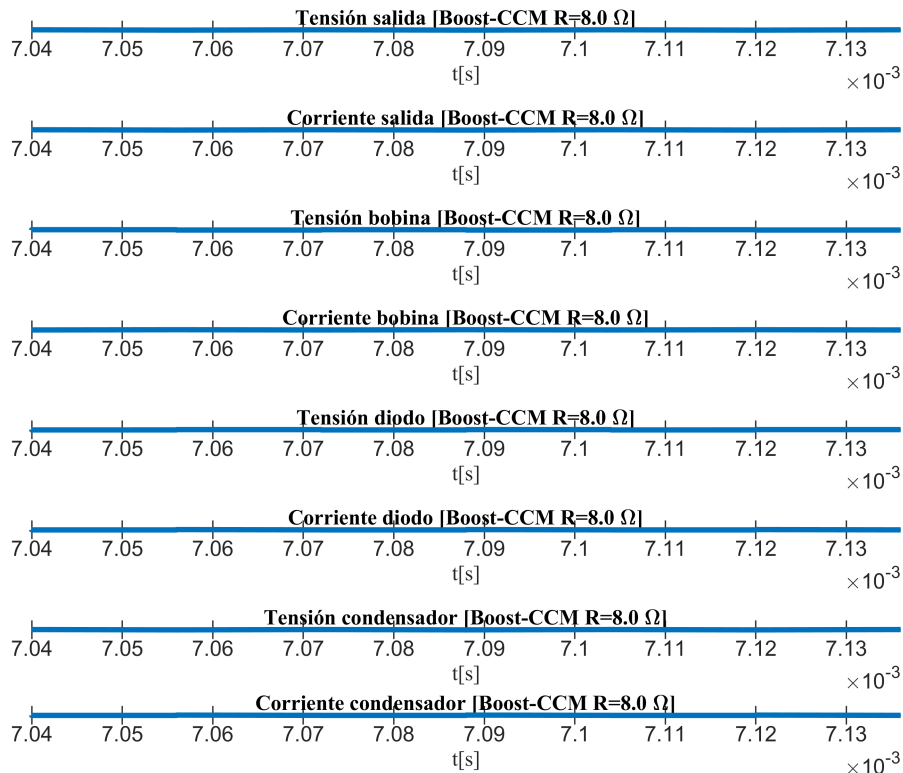 Tensión salida [Boost-CCM R=8.0 Ω]
7.04 7.05 7.06 7.07 7.08 7.09 7.1 7.11 7.12 7.13
t[s]
×10-3
Corriente salida [Boost-CCM R=8.0 Ω]
7.04 7.05 7.06 7.07 7.08 7.09 7.1 7.11 7.12 7.13
t[s]
×10-3
Tensión bobina [Boost-CCM R=8.0 Ω]
7.04 7.05 7.06 7.07 7.08 7.09 7.1 7.11 7.12 7.13
t[s]
×10-3
Corriente bobina [Boost-CCM R=8.0 Ω]
7.04 7.05 7.06 7.07 7.08 7.09 7.1 7.11 7.12 7.13
t[s]
×10-3
Tensión diodo [Boost-CCM R=8.0 Ω]
7.04 7.05 7.06 7.07 7.08 7.09 7.1 7.11 7.12 7.13
t[s]
×10-3
Corriente diodo [Boost-CCM R=8.0 Ω]
7.04 7.05 7.06 7.07 7.08 7.09 7.1 7.11 7.12 7.13
t[s]
×10-3
Tensión condensador [Boost-CCM R=8.0 Ω]
7.04 7.05 7.06 7.07 7.08 7.09 7.1 7.11 7.12 7.13
t[s]
×10-3
Corriente condensador [Boost-CCM R=8.0 Ω]
7.04 7.05 7.06 7.07 7.08 7.09 7.1 7.11 7.12 7.13
t[s]
×10-3